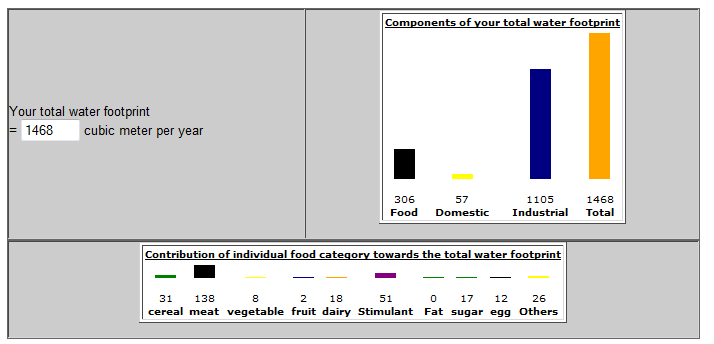 Your total water footprint
= 1468 cubic meter per year
Components of your total water footprint
306 57 1105 1468
Food Domestic Industrial Total
Contribution of individual food category towards the total water footprint
31 138 8 2 18 51 0 17 12 26
cereal meat vegetable fruit dairy Stimulant Fat sugar egg Others